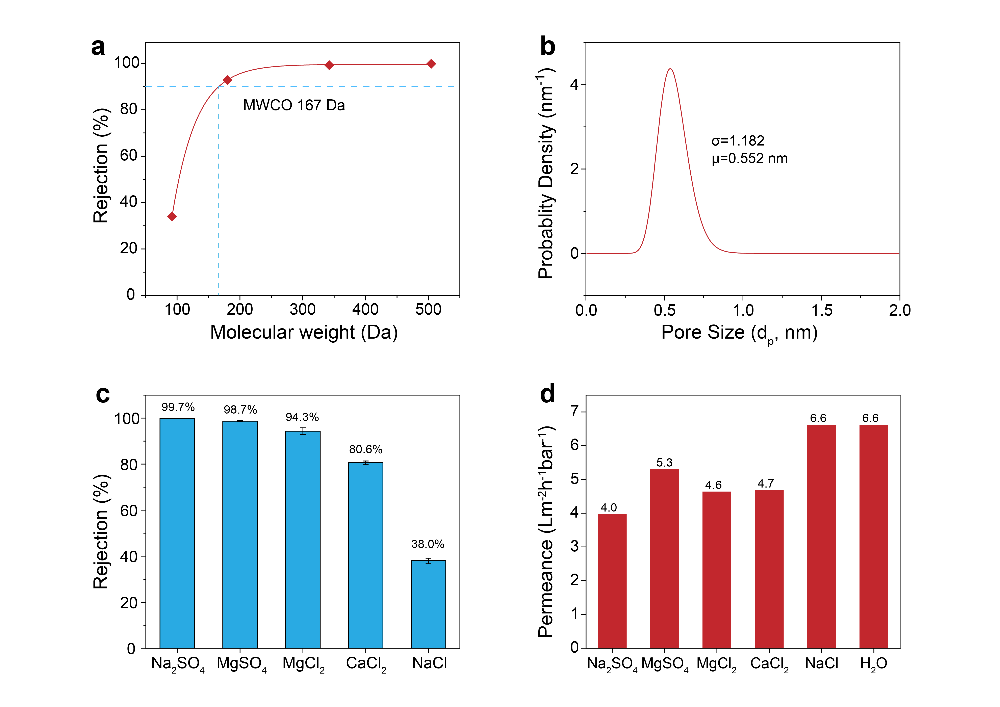 a
100
80
60
40
20
0
Rejection (%)
MWCO 167 Da
100 200 300 400 500
Molecular weight (Da)
b
4
2
0
Probablity Density (nm⁻¹)
σ=1.182
μ=0.552 nm
0.0 0.5 1.0 1.5 2.0
Pore Size (dₚ, nm)
c
100
80
60
40
20
0
Rejection (%)
99.7% 98.7% 94.3% 80.6% 38.0%
Na₂SO₄ MgSO₄ MgCl₂ CaCl₂ NaCl
d
7
6
5
4
3
2
1
0
Permeance (Lm⁻²h⁻¹bar⁻¹)
4.0 5.3 4.6 4.7 6.6 6.6
Na₂SO₄ MgSO₄ MgCl₂ CaCl₂ NaCl H₂O